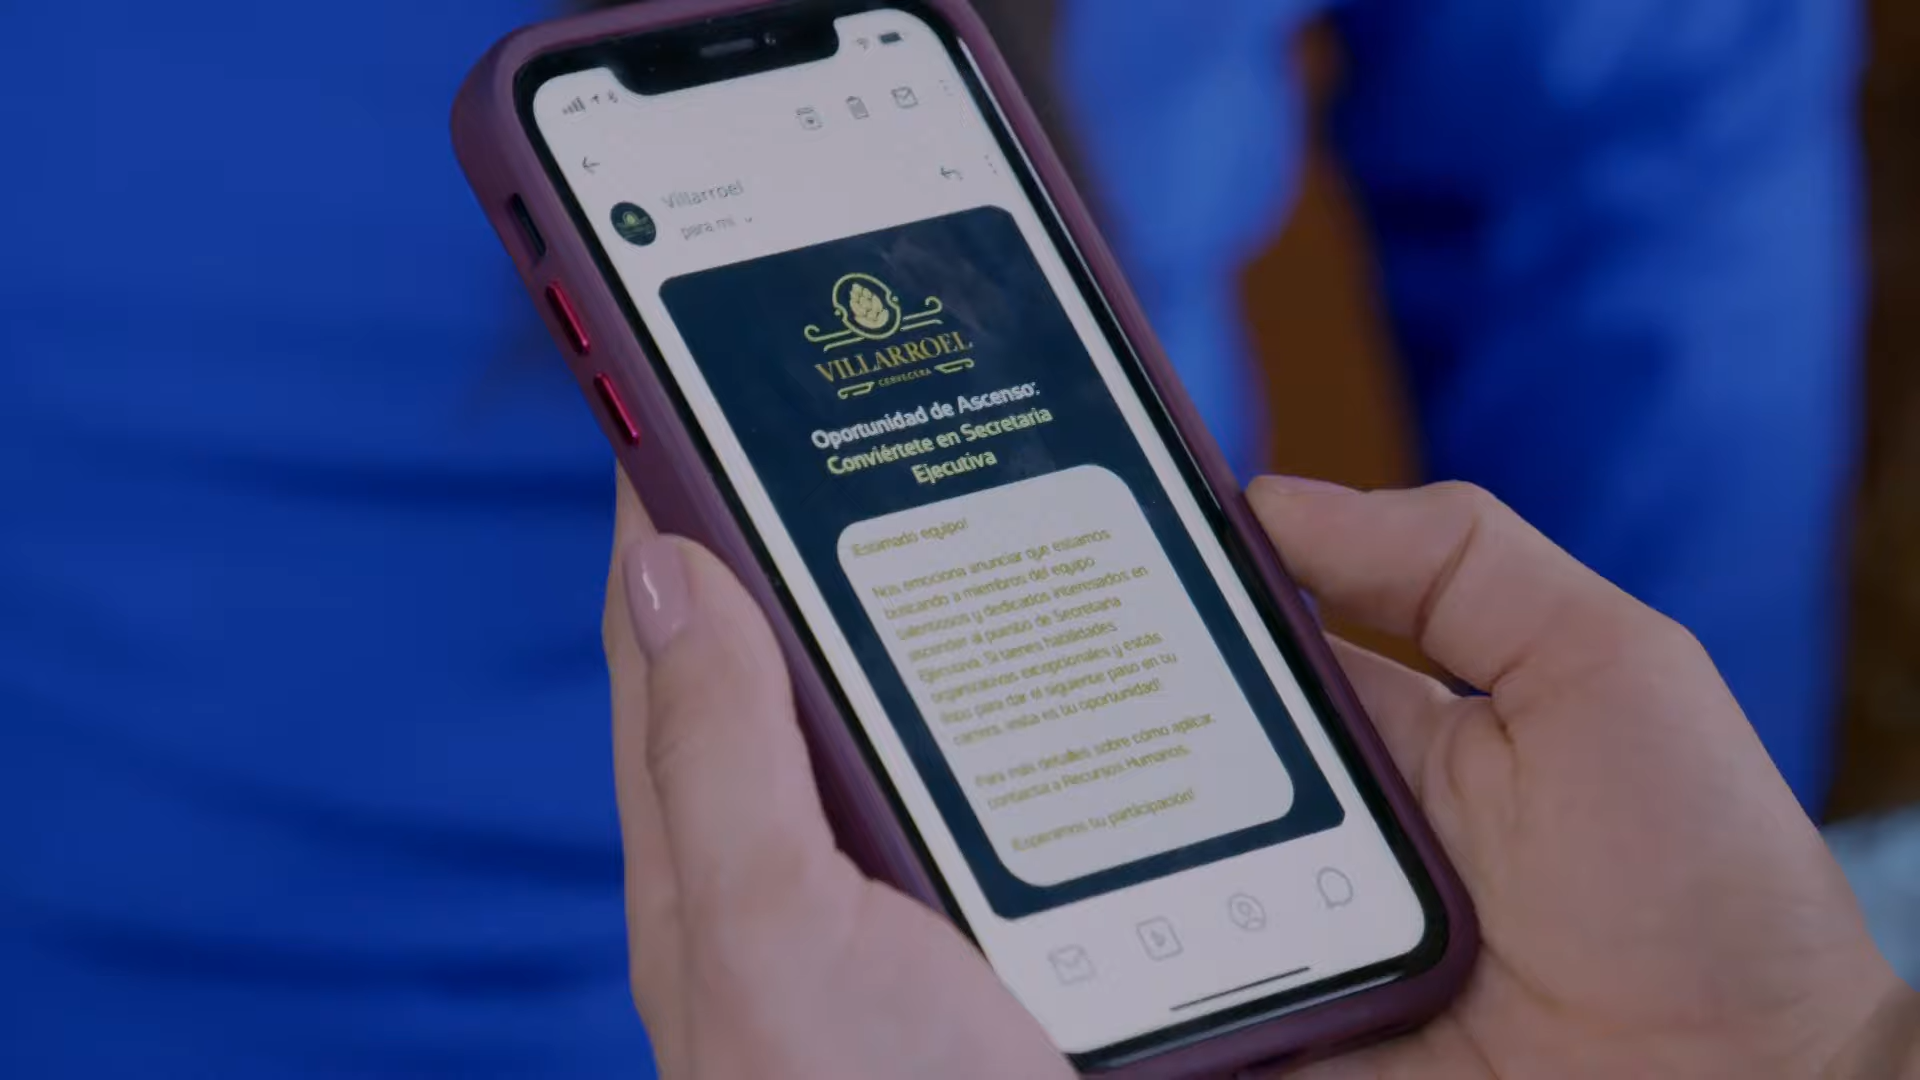 Villarroel
para mí
VILLARROEL
CERVECERA
Oportunidad de Ascenso:
Conviértete en Secretaria
Ejecutiva
¡Estimado equipo!
Nos emociona anunciar que estamos
buscando a miembros del equipo
talentosos y dedicados interesados en
ascender al puesto de Secretaria
Ejecutiva. Si tienes habilidades
organizativas excepcionales y estás
listo para dar el siguiente paso en tu
carrera, ¡esta es tu oportunidad!
Para más detalles sobre cómo aplicar,
contacta a Recursos Humanos.
¡Esperamos tu participación!